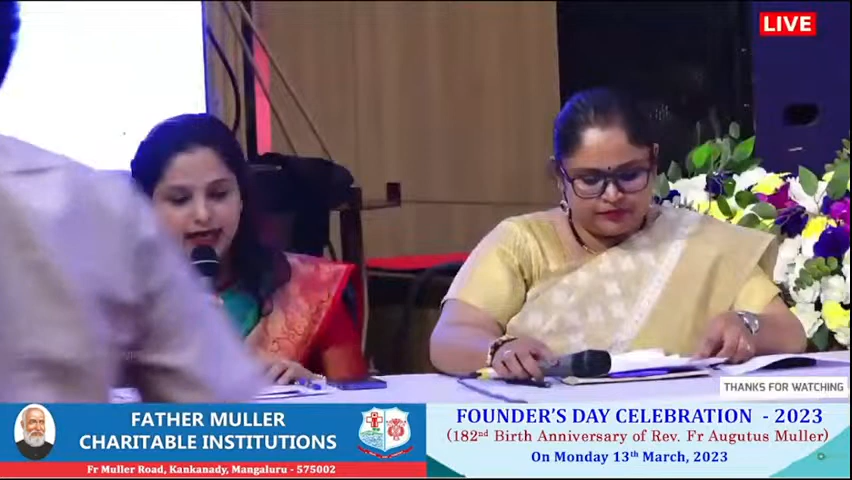 LIVE
THANKS FOR WATCHING
FATHER MULLER
CHARITABLE INSTITUTIONS
Fr Muller Road, Kankanady, Mangaluru - 575002
FOUNDER'S DAY CELEBRATION - 2023
(182nd Birth Anniversary of Rev. Fr Augutus Muller)
On Monday 13th March, 2023